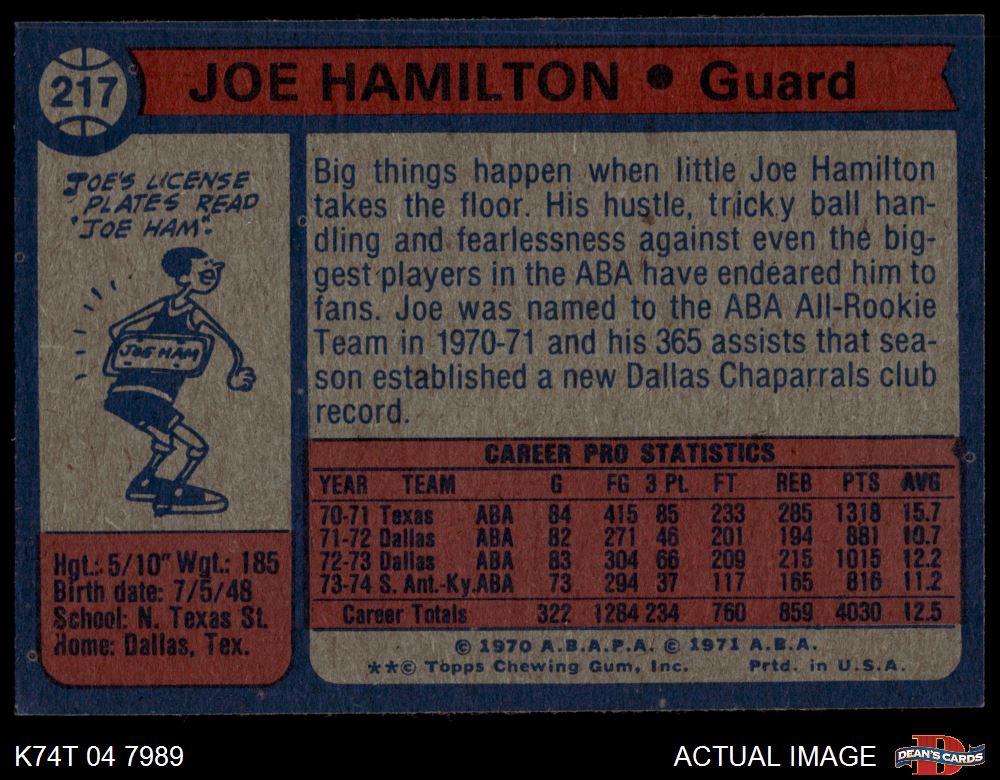 217
JOE HAMILTON ● Guard
JOE'S LICENSE
PLATES READ
"JOE HAM".
JOE HAM
Big things happen when little Joe Hamilton
takes the floor. His hustle, tricky ball han-
dling and fearlessness against even the big-
gest players in the ABA have endeared him to
fans. Joe was named to the ABA All-Rookie
Team in 1970-71 and his 365 assists that sea-
son established a new Dallas Chaparrals club
record.
Hgt.: 5/10" Wgt.: 185
Birth date: 7/5/48
School: N. Texas St.
Home: Dallas, Tex.
CAREER PRO STATISTICS
YEAR TEAM G FG 3 Pt. FT REB PTS AVG
70-71 Texas ABA 84 415 85 233 285 1318 15.7
71-72 Dallas ABA 82 271 46 201 194 881 10.7
72-73 Dallas ABA 83 304 66 209 215 1015 12.2
73-74 S. Ant.-Ky. ABA 73 294 37 117 165 816 11.2
Career Totals 322 1284 234 760 859 4030 12.5
© 1970 A.B.A.P.A. © 1971 A.B.A.
**© Topps Chewing Gum, Inc. Prtd. in U.S.A.
K74T 04 7989
ACTUAL IMAGE
D
DEAN'S CARDS